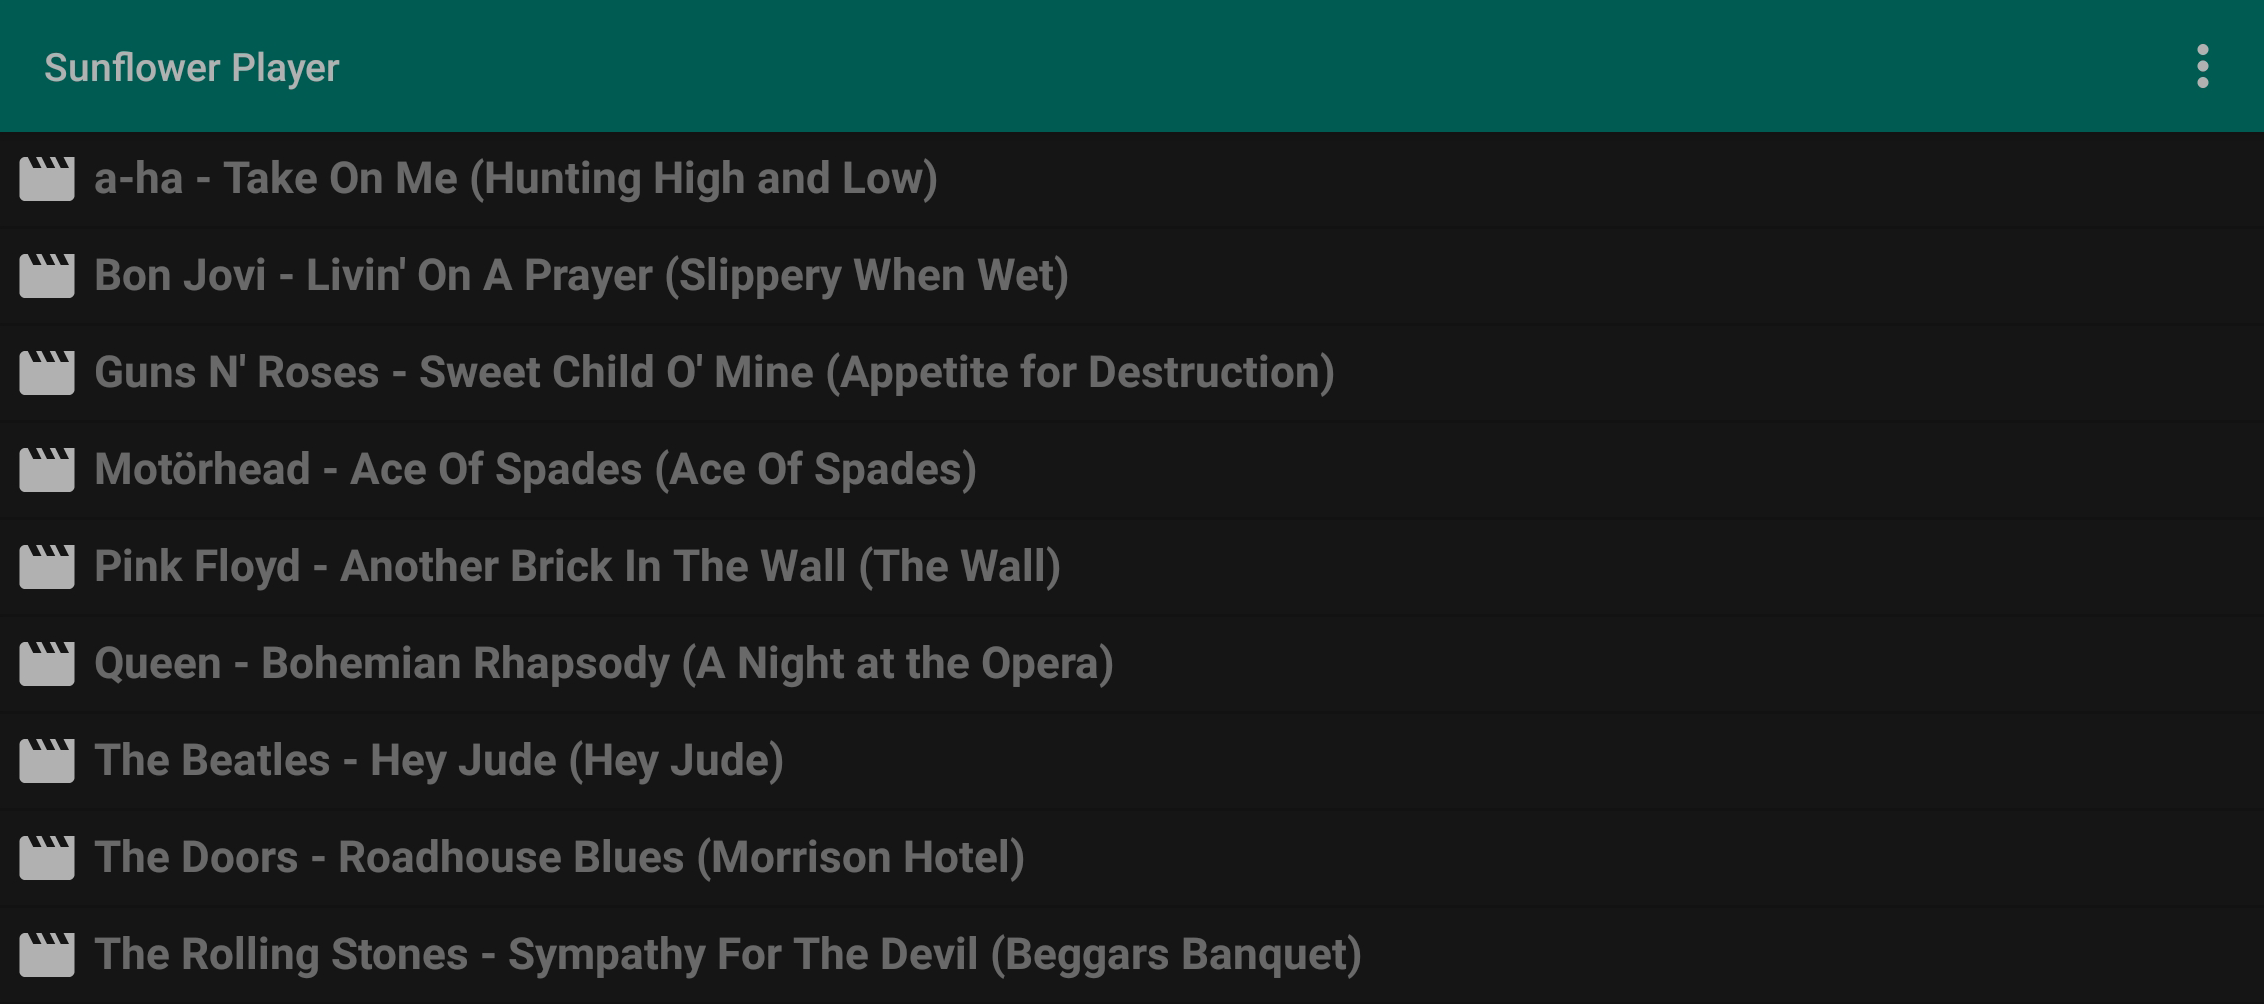 Sunflower Player
a-ha - Take On Me (Hunting High and Low)
Bon Jovi - Livin' On A Prayer (Slippery When Wet)
Guns N' Roses - Sweet Child O' Mine (Appetite for Destruction)
Motörhead - Ace Of Spades (Ace Of Spades)
Pink Floyd - Another Brick In The Wall (The Wall)
Queen - Bohemian Rhapsody (A Night at the Opera)
The Beatles - Hey Jude (Hey Jude)
The Doors - Roadhouse Blues (Morrison Hotel)
The Rolling Stones - Sympathy For The Devil (Beggars Banquet)